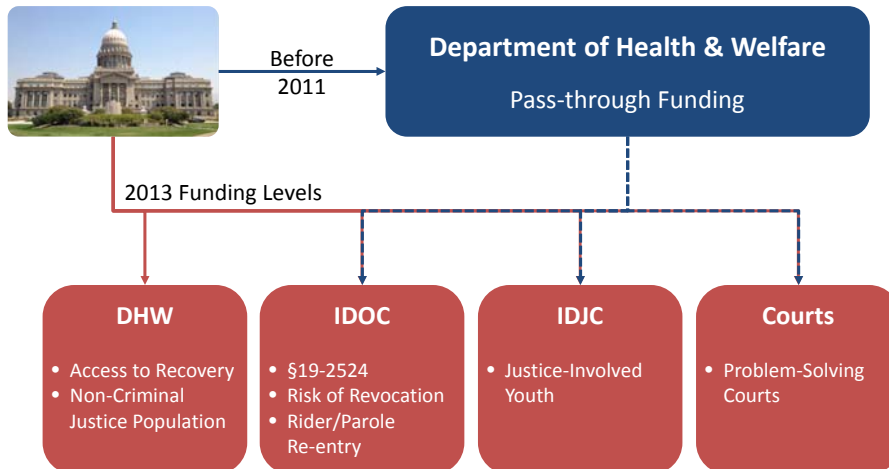 Before
2011
Department of Health & Welfare
Pass-through Funding
2013 Funding Levels
DHW
• Access to Recovery
• Non-Criminal
Justice Population
IDOC
• §19-2524
• Risk of Revocation
• Rider/Parole
Re-entry
IDJC
• Justice-Involved
Youth
Courts
• Problem-Solving
Courts